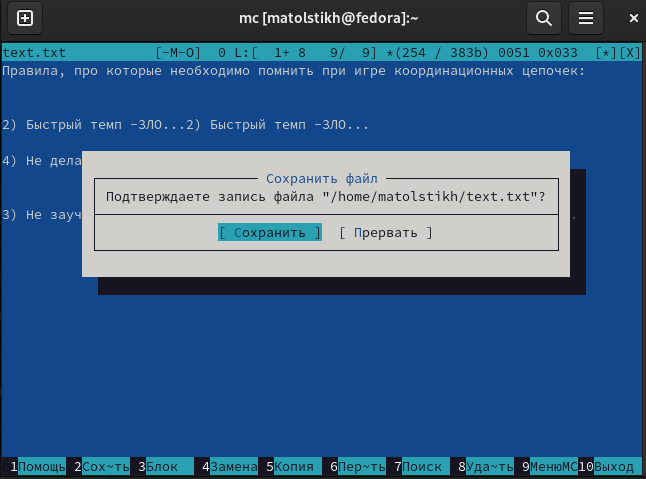 mc [matolstikh@fedora]:~
text.txt [-M-O] 0 L:[ 1+ 8 9/ 9] *(254 / 383b) 0051 0x033 [*][X]
Правила, про которые необходимо помнить при игре координационных цепочек:
2) Быстрый темп -ЗЛО...2) Быстрый темп -ЗЛО...
4) Не дела
Сохранить файл
Подтверждаете запись файла "/home/matolstikh/text.txt"?
3) Не зауч .
[ Сохранить ] [ Прервать ]
1Помощь 2Сох~ть 3Блок 4Замена 5Копия 6Пер~ть 7Поиск 8Уда~ть 9МенюMC 10Выход